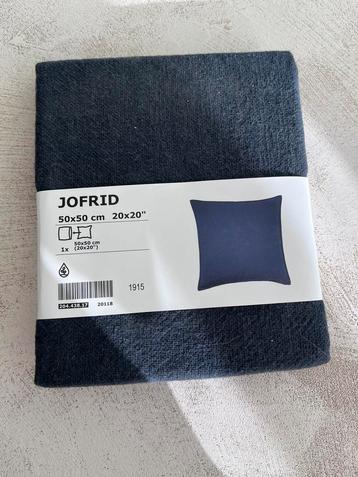 JOFRID
50x50 cm 20x20"
1x 50x50 cm
(20x20")
204.438.17 20118
1915